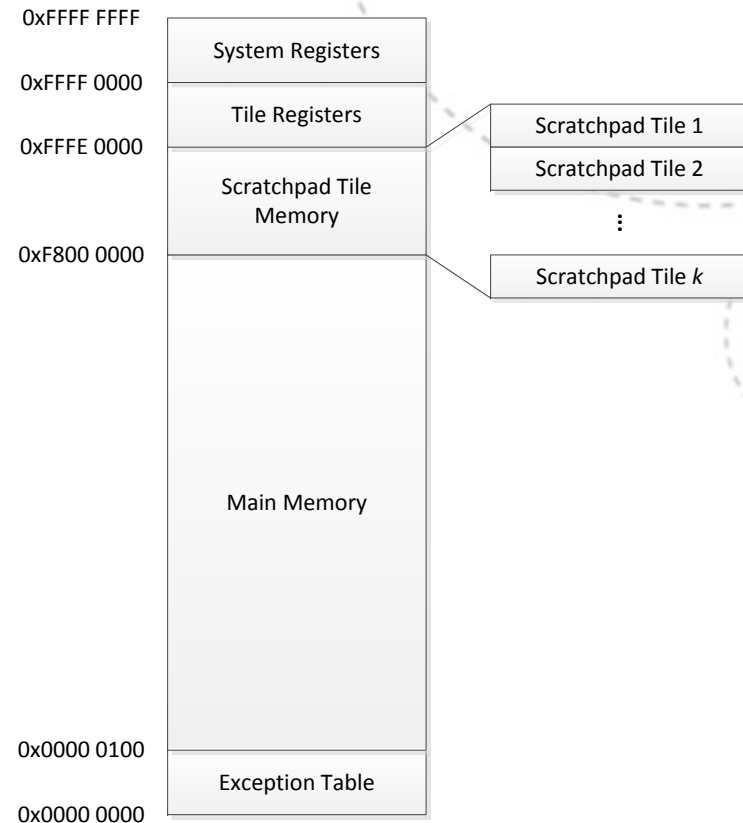 0xFFFF FFFF
System Registers
0xFFFF 0000
Tile Registers
Scratchpad Tile 1
0xFFFE 0000
Scratchpad Tile 2
Scratchpad Tile
Memory
⋮
0xF800 0000
Scratchpad Tile k
Main Memory
0x0000 0100
Exception Table
0x0000 0000